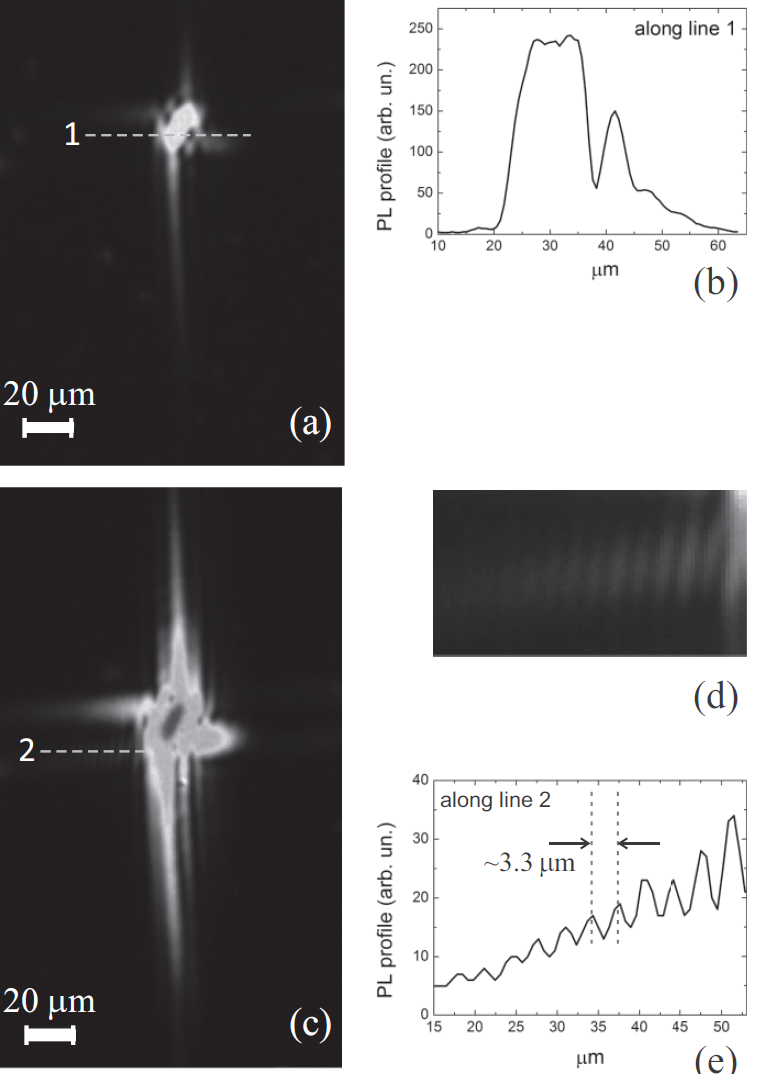 1
20 μm
(a)
along line 1
PL profile (arb. un.)
250
200
150
100
50
0
10 20 30 40 50 60
μm
(b)
2
20 μm
(c)
(d)
along line 2
~3.3 μm
PL profile (arb. un.)
40
30
20
10
0
15 20 25 30 35 40 45 50
μm
(e)